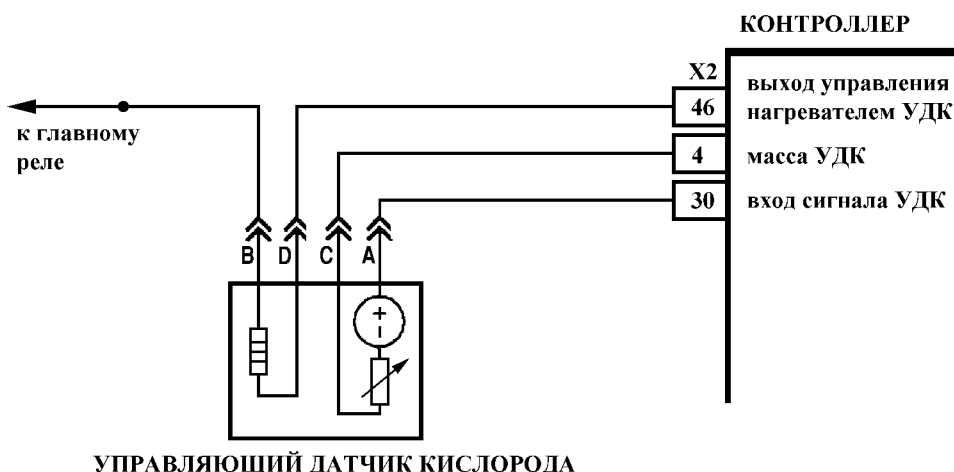 КОНТРОЛЛЕР
X2
46
выход управления
нагревателем УДК
к главному
реле
4
масса УДК
30
вход сигнала УДК
B D C A
УПРАВЛЯЮЩИЙ ДАТЧИК КИСЛОРОДА